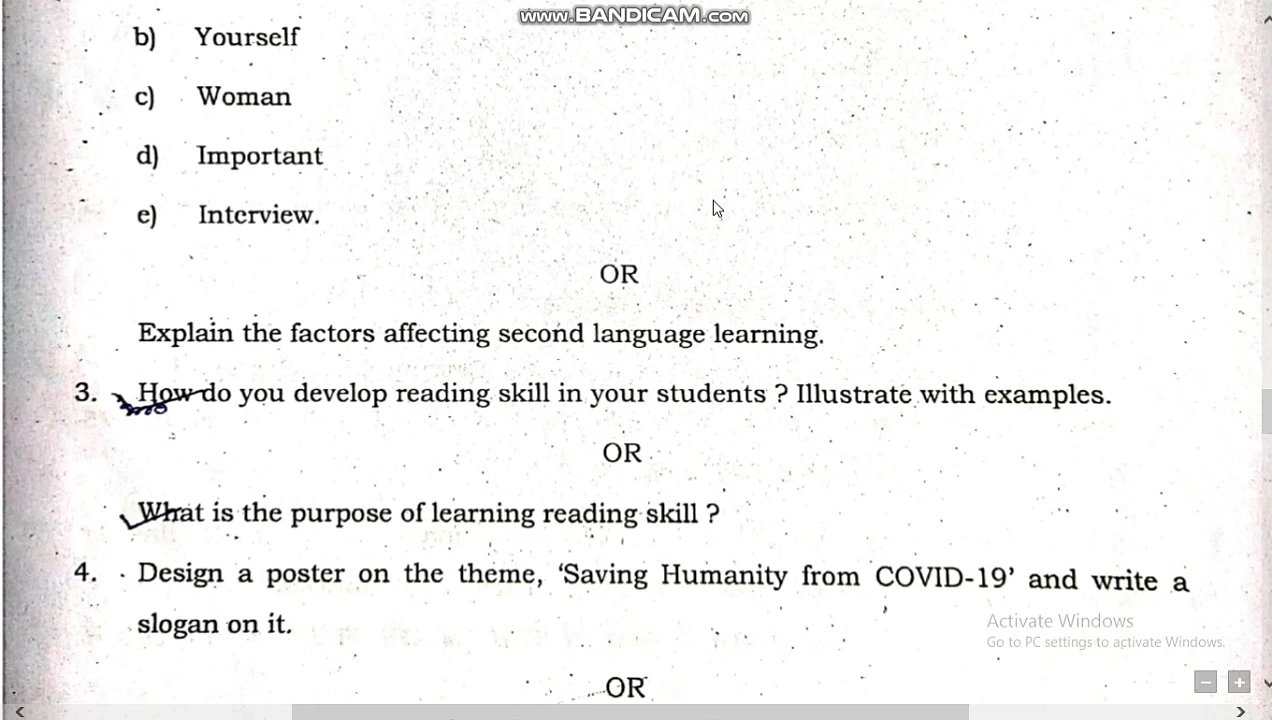 www.BANDICAM.com
b) Yourself
c) Woman
d) Important
e) Interview.
OR
Explain the factors affecting second language learning.
3. How do you develop reading skill in your students ? Illustrate with examples.
OR
What is the purpose of learning reading skill ?
4. Design a poster on the theme, ‘Saving Humanity from COVID-19’ and write a
slogan on it.
Activate Windows
Go to PC settings to activate Windows.
OR